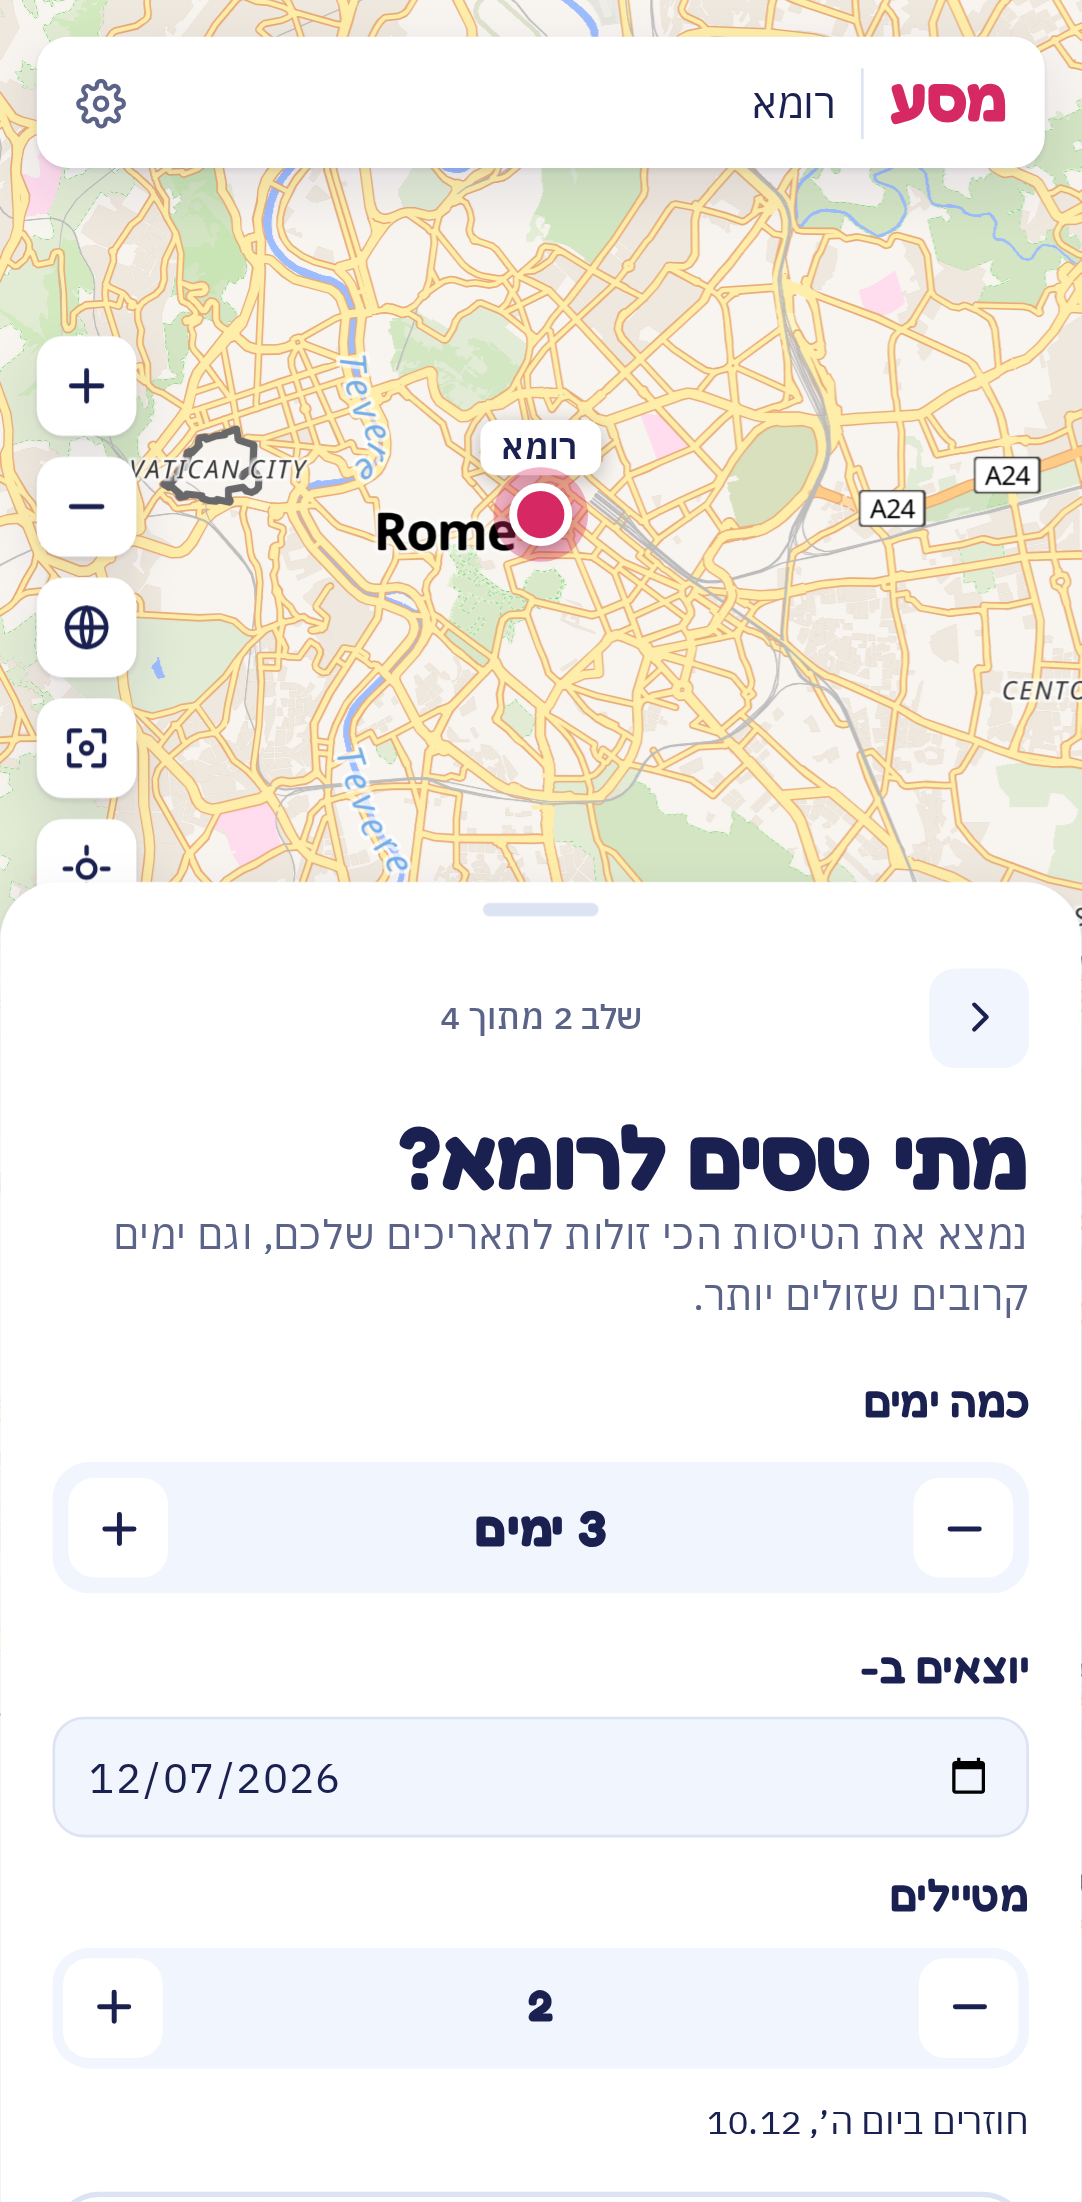 מסע
רומא
Tevere
רומא
VATICAN CITY
A24
A24
Rome
CENTO
Tevere
שלב 2 מתוך 4
מתי טסים לרומא?
נמצא את הטיסות הכי זולות לתאריכים שלכם, וגם ימים
קרובים שזולים יותר.
כמה ימים
3 ימים
יוצאים ב-
12/07/2026
מטיילים
2
חוזרים ביום ה׳, 10.12